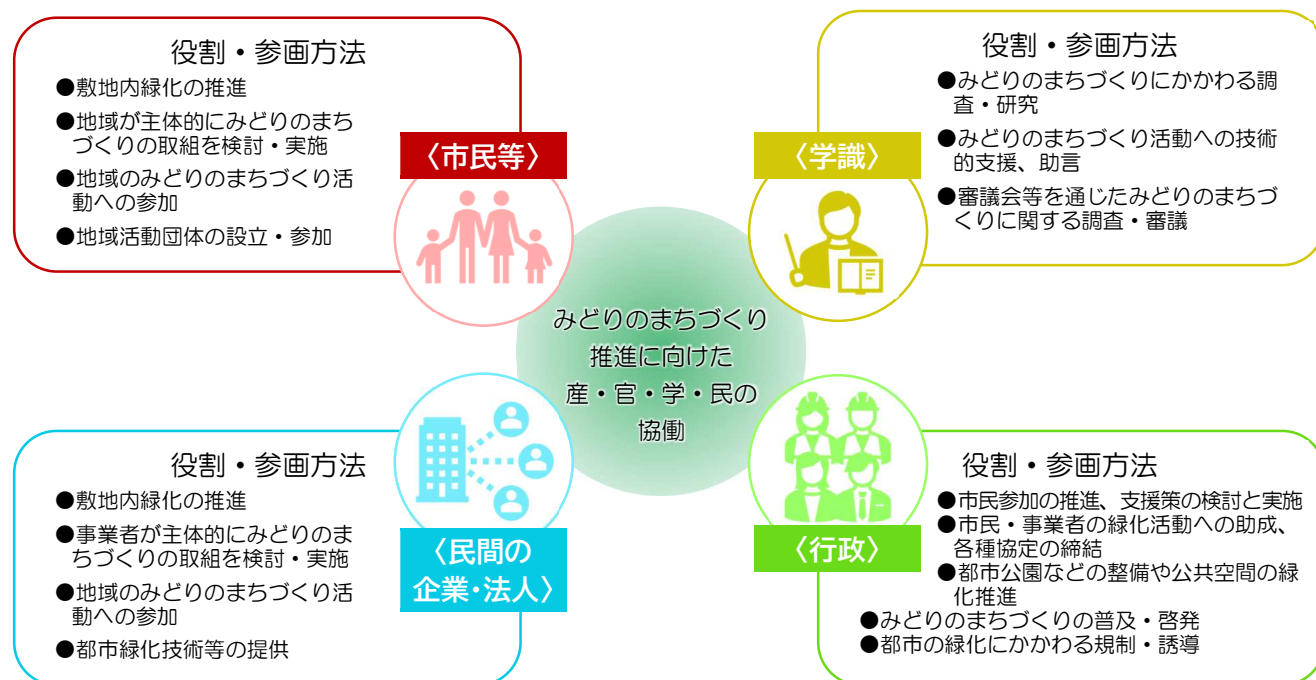 役割・参画方法
●敷地内緑化の推進
●地域が主体的にみどりのまち
づくりの取組を検討・実施
●地域のみどりのまちづくり活
動への参加
●地域活動団体の設立・参加
〈市民等〉
役割・参画方法
●みどりのまちづくりにかかわる調
査・研究
●みどりのまちづくり活動への技術
的支援、助言
●審議会等を通じたみどりのまちづ
くりに関する調査・審議
〈学識〉
みどりのまちづくり
推進に向けた
産・官・学・民の
協働
役割・参画方法
●敷地内緑化の推進
●事業者が主体的にみどりのま
ちづくりの取組を検討・実施
●地域のみどりのまちづくり活
動への参加
●都市緑化技術等の提供
〈民間の
企業・法人〉
役割・参画方法
●市民参加の推進、支援策の検討と実施
●市民・事業者の緑化活動への助成、
各種協定の締結
●都市公園などの整備や公共空間の緑
化推進
●みどりのまちづくりの普及・啓発
●都市の緑化にかかわる規制・誘導
〈行政〉